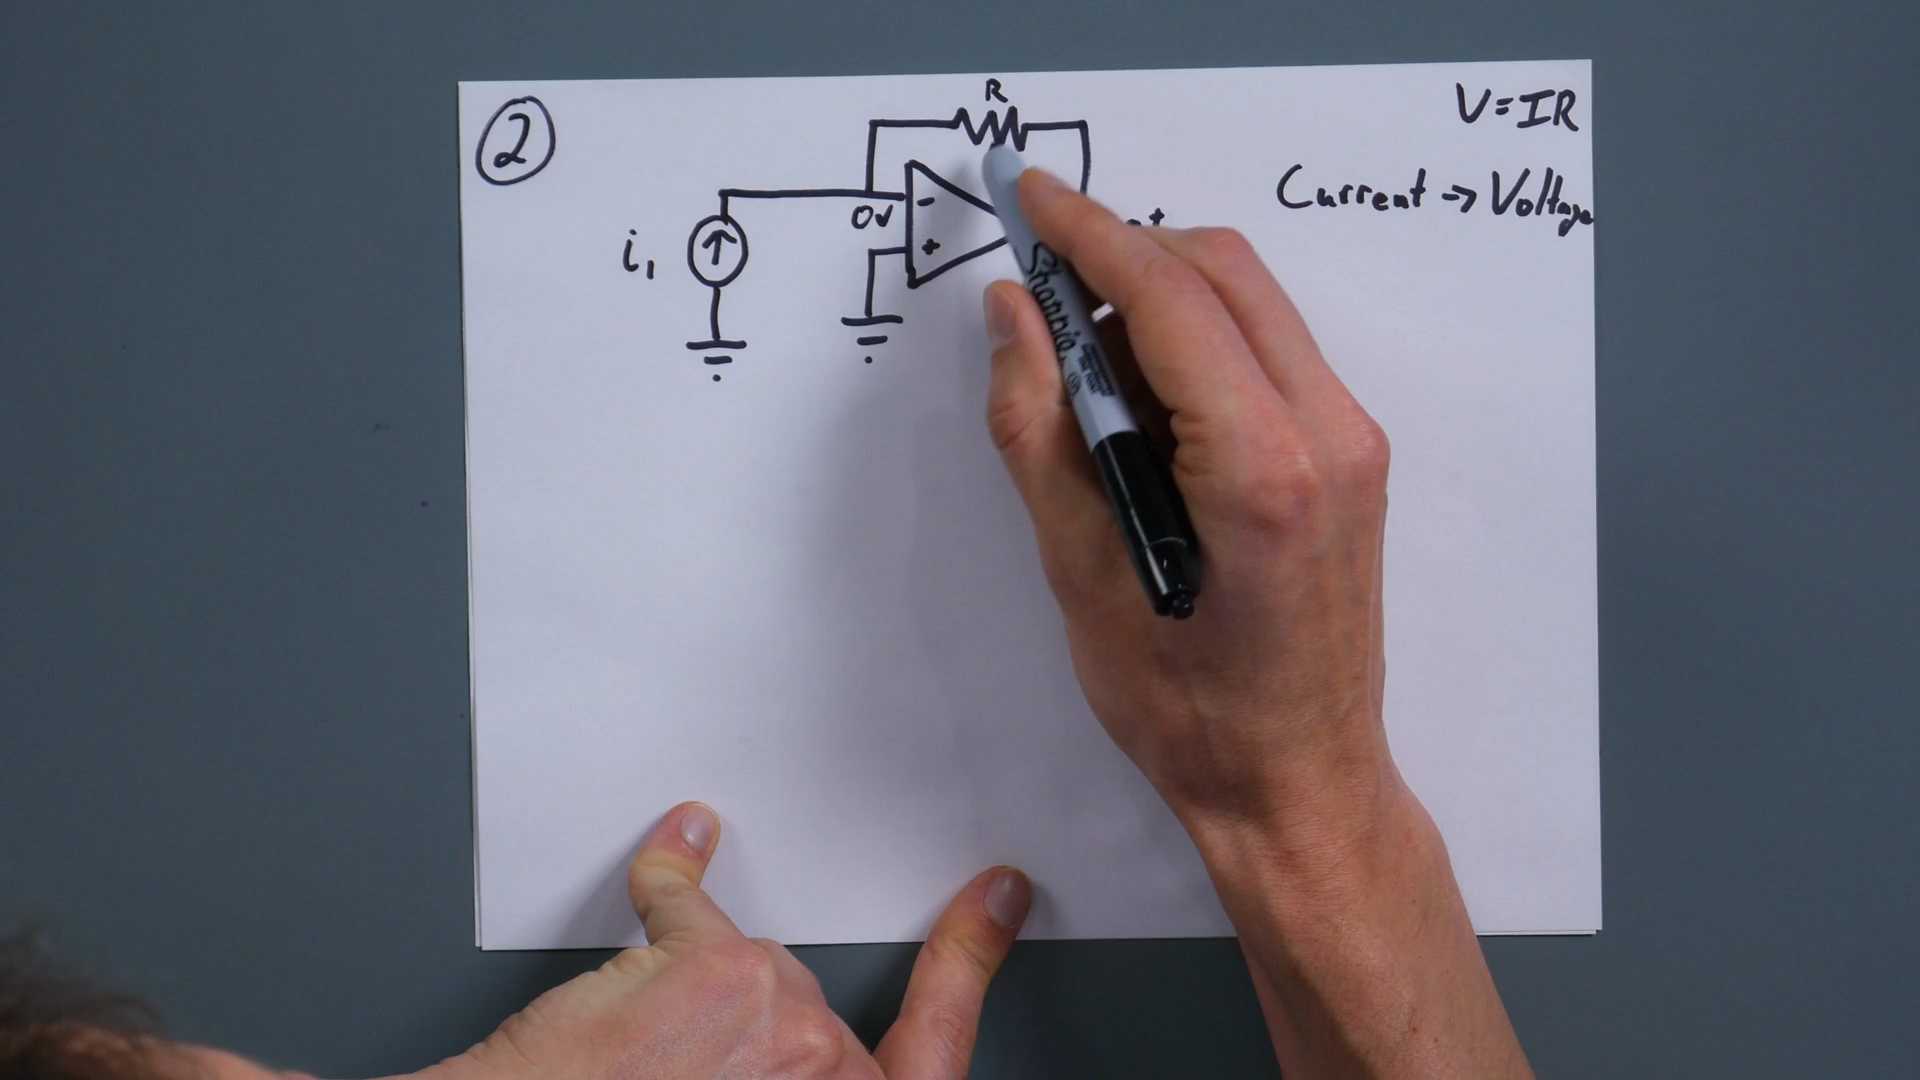 2
R
V=IR
Current → Voltage
0v
-
+
i₁
Sharpie